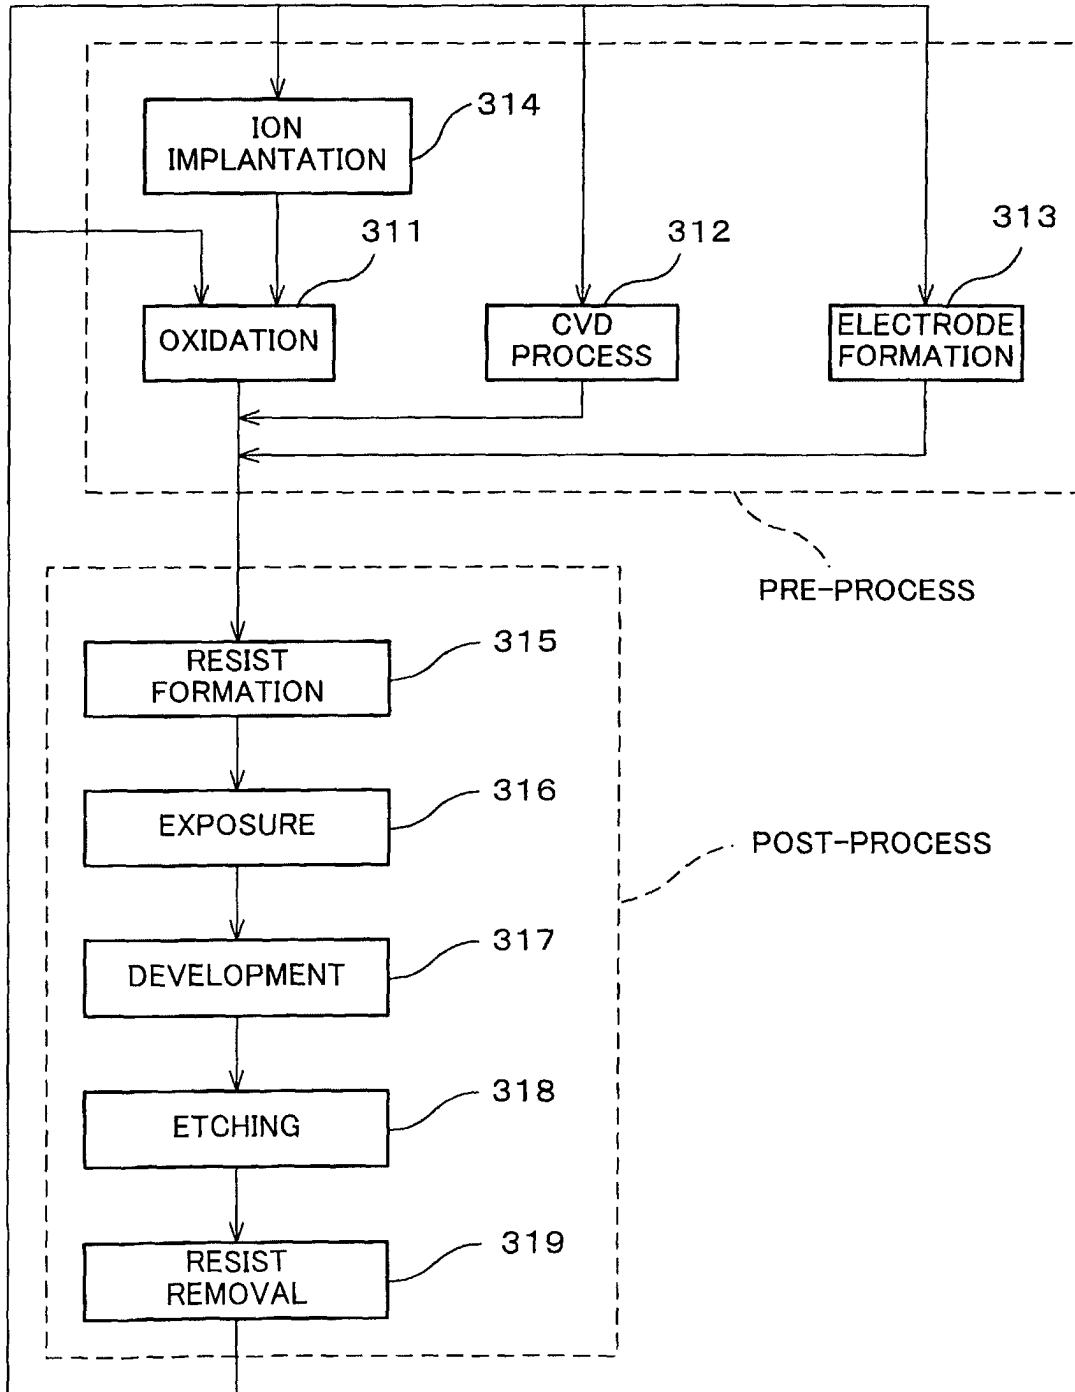 314
ION
IMPLANTATION
311
312
313
OXIDATION
CVD
PROCESS
ELECTRODE
FORMATION
PRE-PROCESS
315
RESIST
FORMATION
316
EXPOSURE
POST-PROCESS
317
DEVELOPMENT
318
ETCHING
319
RESIST
REMOVAL